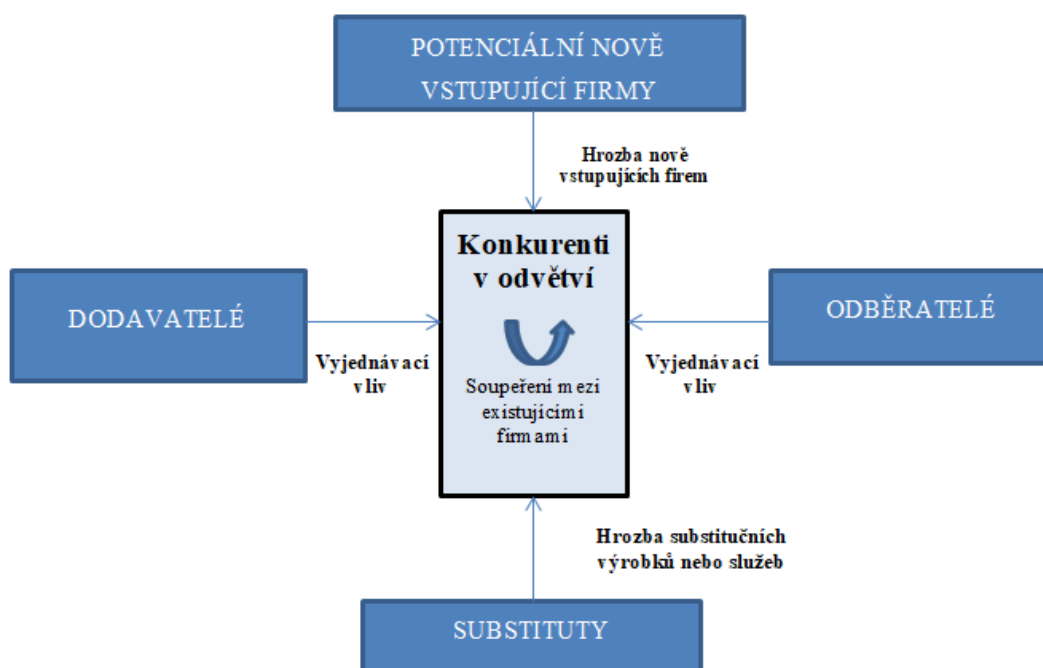 POTENCIÁLNÍ NOVĚ
VSTUPUJÍCÍ FIRMY
Hrozba nově
vstupujících firem
Konkurenti
v odvětví
DODAVATELÉ
ODBĚRATELÉ
Vyjednávací
vliv
Vyjednávací
vliv
Soupeření mezi
existujícími
firmami
Hrozba substitučních
výrobků nebo služeb
SUBSTITUTY